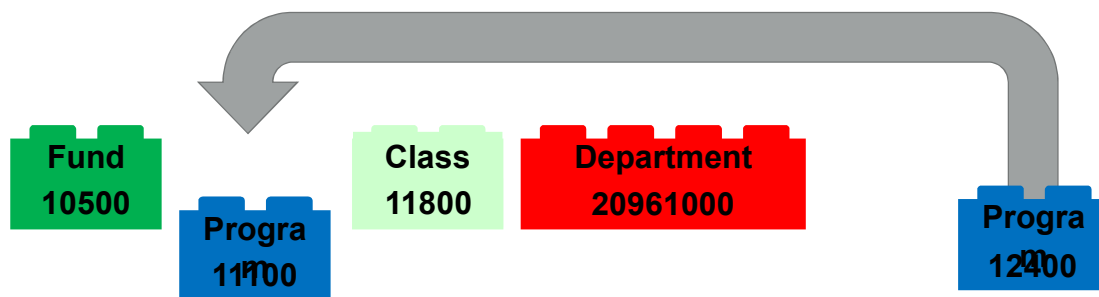 Fund
10500
Progra
m
11100
Class
11800
Department
20961000
Progra
m
12400